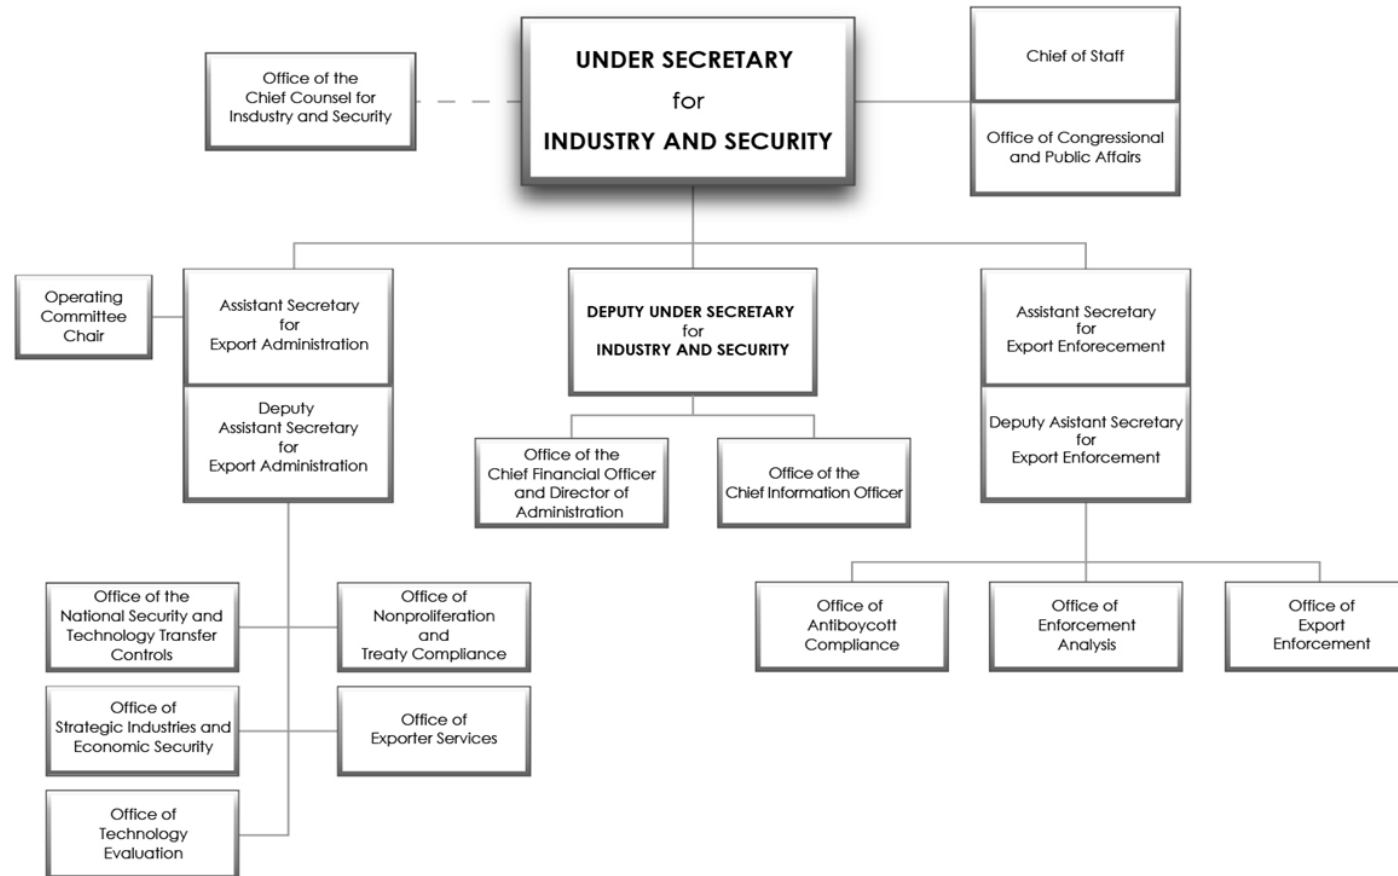 Office of the
Chief Counsel for
Insdustry and Security
UNDER SECRETARY
for
INDUSTRY AND SECURITY
Chief of Staff
Office of Congressional
and Public Affairs
Operating
Committee
Chair
Assistant Secretary
for
Export Administration
Deputy
Assistant Secretary
for
Export Administration
DEPUTY UNDER SECRETARY
for
INDUSTRY AND SECURITY
Assistant Secretary
for
Export Enforecement
Deputy Asistant Secretary
for
Export Enforcement
Office of the
Chief Financial Officer
and Director of
Administration
Office of the
Chief Information Officer
Office of the
National Security and
Technology Transfer
Controls
Office of
Nonproliferation
and
Treaty Compliance
Office of
Strategic Industries and
Economic Security
Office of
Exporter Services
Office of
Technology
Evaluation
Office of
Antiboycott
Compliance
Office of
Enforcement
Analysis
Office of
Export
Enforcement